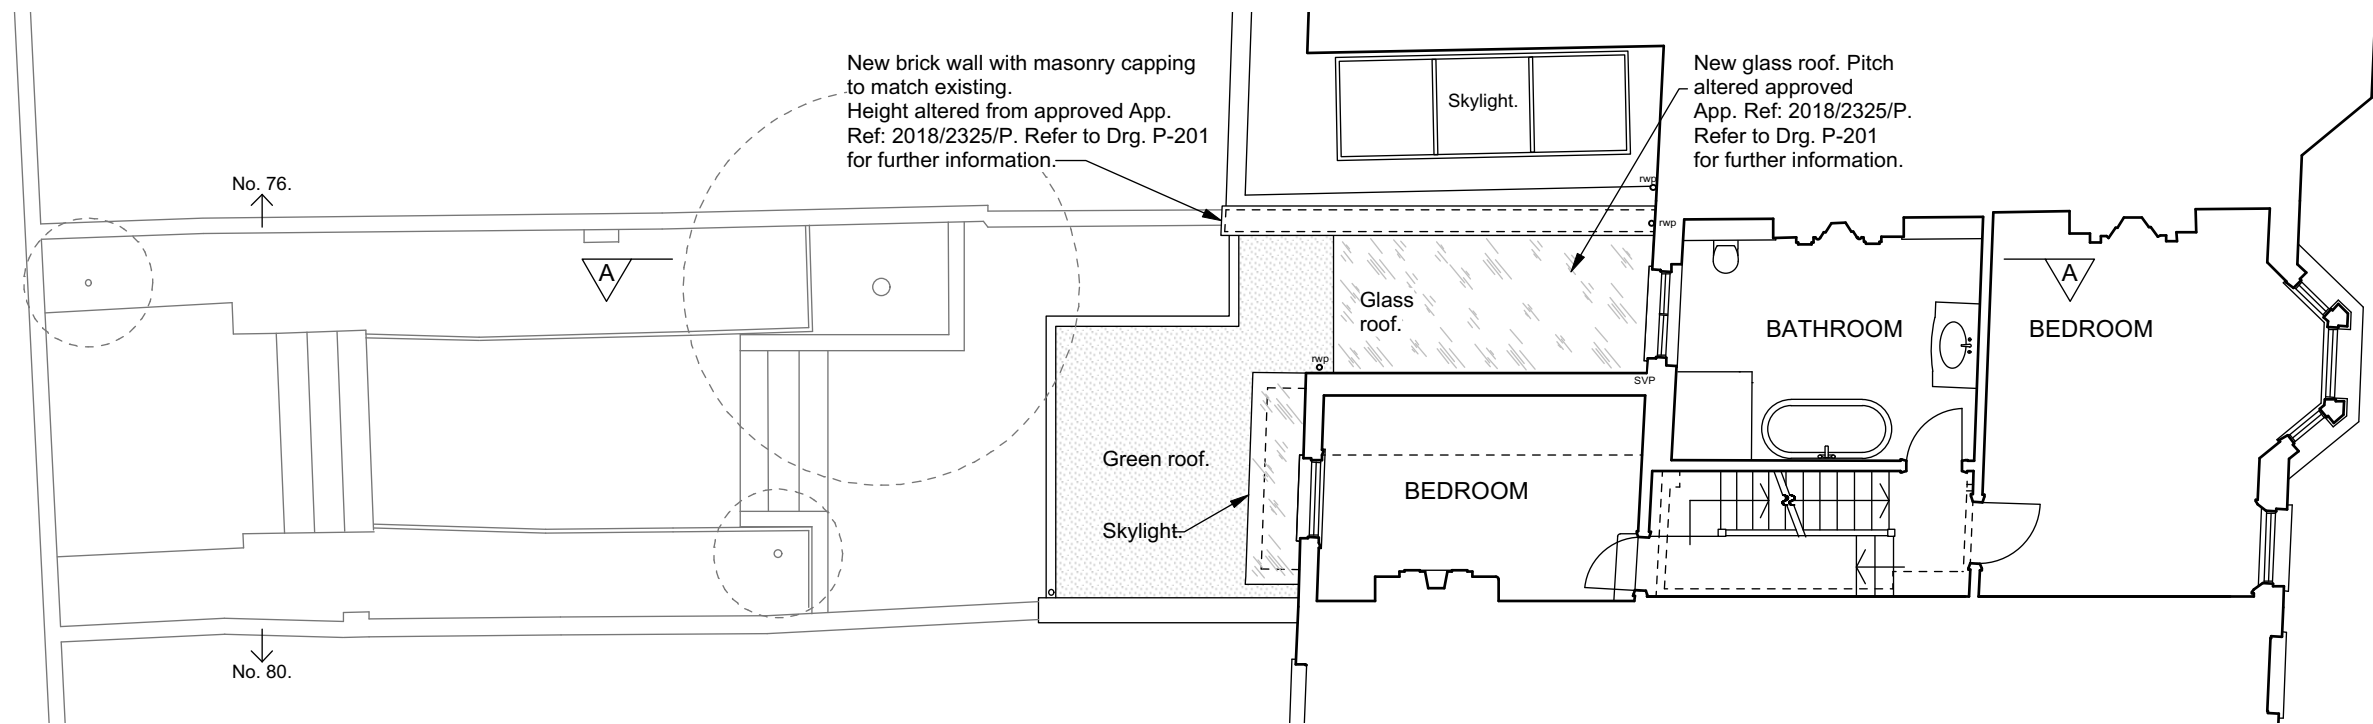 New brick wall with masonry capping
to match existing.
Height altered from approved App.
Ref: 2018/2325/P. Refer to Drg. P-201
for further information.
New glass roof. Pitch
altered approved
App. Ref: 2018/2325/P.
Refer to Drg. P-201
for further information.
Skylight.
No. 76.
rwp
rwp
A
A
Glass
roof.
BATHROOM
BEDROOM
rwp
SVP
Green roof.
BEDROOM
Skylight.
No. 80.